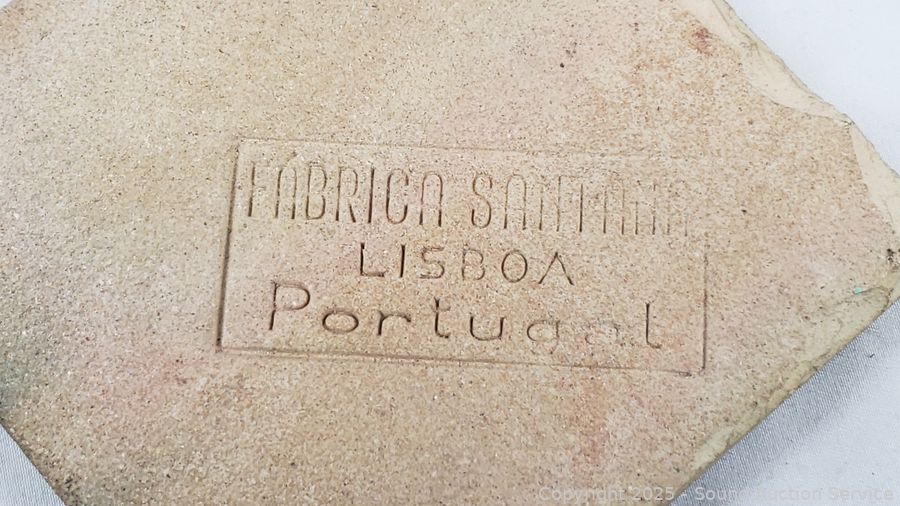 FABRICA SANTANA
LISBOA
Portugal
Copyright 2025 - Sound Auction Service